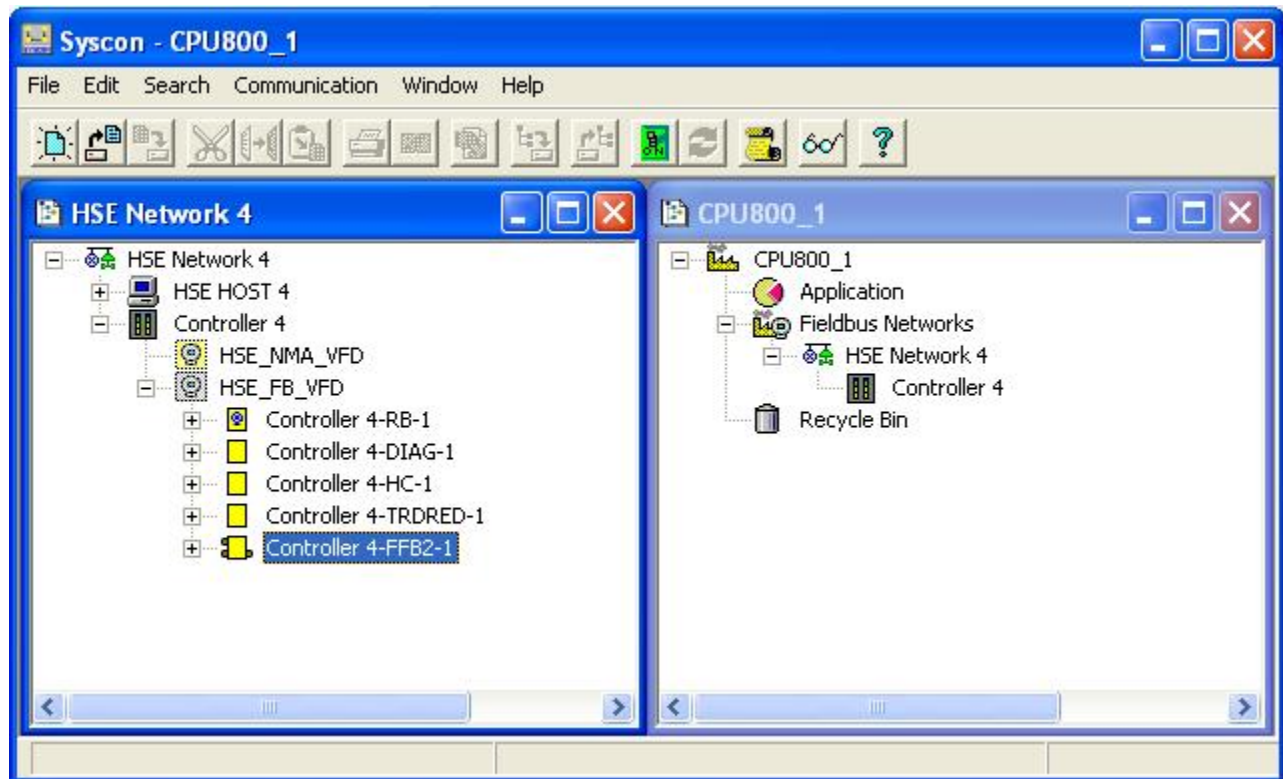 Syscon - CPU800_1
File Edit Search Communication Window Help
HSE Network 4
HSE Network 4
HSE HOST 4
Controller 4
HSE_NMA_VFD
HSE_FB_VFD
Controller 4-RB-1
Controller 4-DIAG-1
Controller 4-HC-1
Controller 4-TRDRED-1
Controller 4-FFB2-1
CPU800_1
CPU800_1
Application
Fieldbus Networks
HSE Network 4
Controller 4
Recycle Bin